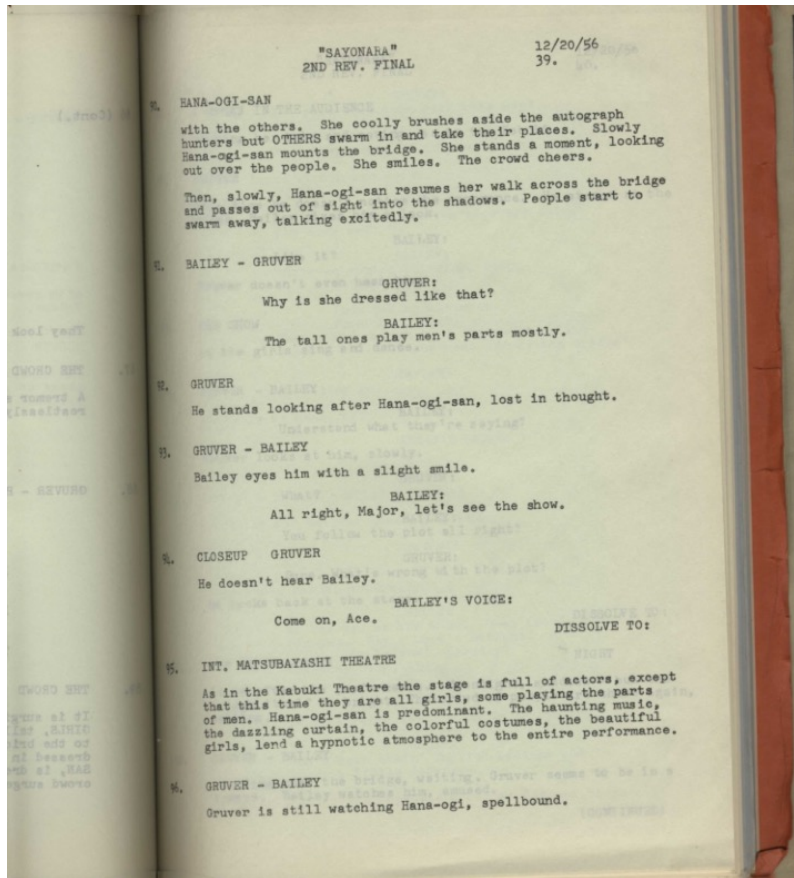 "SAYONARA"
2ND REV. FINAL
12/20/56
39.
HANA-OGI-SAN
with the others. She coolly brushes aside the autograph
hunters but OTHERS swarm in and take their places. Slowly
Hana-ogi-san mounts the bridge. She stands a moment, looking
out over the people. She smiles. The crowd cheers.
Then, slowly, Hana-ogi-san resumes her walk across the bridge
and passes out of sight into the shadows. People start to
swarm away, talking excitedly.
91. BAILEY - GRUVER
GRUVER:
Why is she dressed like that?
BAILEY:
The tall ones play men's parts mostly.
92. GRUVER
He stands looking after Hana-ogi-san, lost in thought.
93. GRUVER - BAILEY
Bailey eyes him with a slight smile.
BAILEY:
All right, Major, let's see the show.
94. CLOSEUP GRUVER
He doesn't hear Bailey.
BAILEY'S VOICE:
Come on, Ace.
DISSOLVE TO:
95. INT. MATSUBAYASHI THEATRE
As in the Kabuki Theatre the stage is full of actors, except
that this time they are all girls, some playing the parts
of men. Hana-ogi-san is predominant. The haunting music,
the dazzling curtain, the colorful costumes, the beautiful
girls, lend a hypnotic atmosphere to the entire performance.
96. GRUVER - BAILEY
Gruver is still watching Hana-ogi, spellbound.